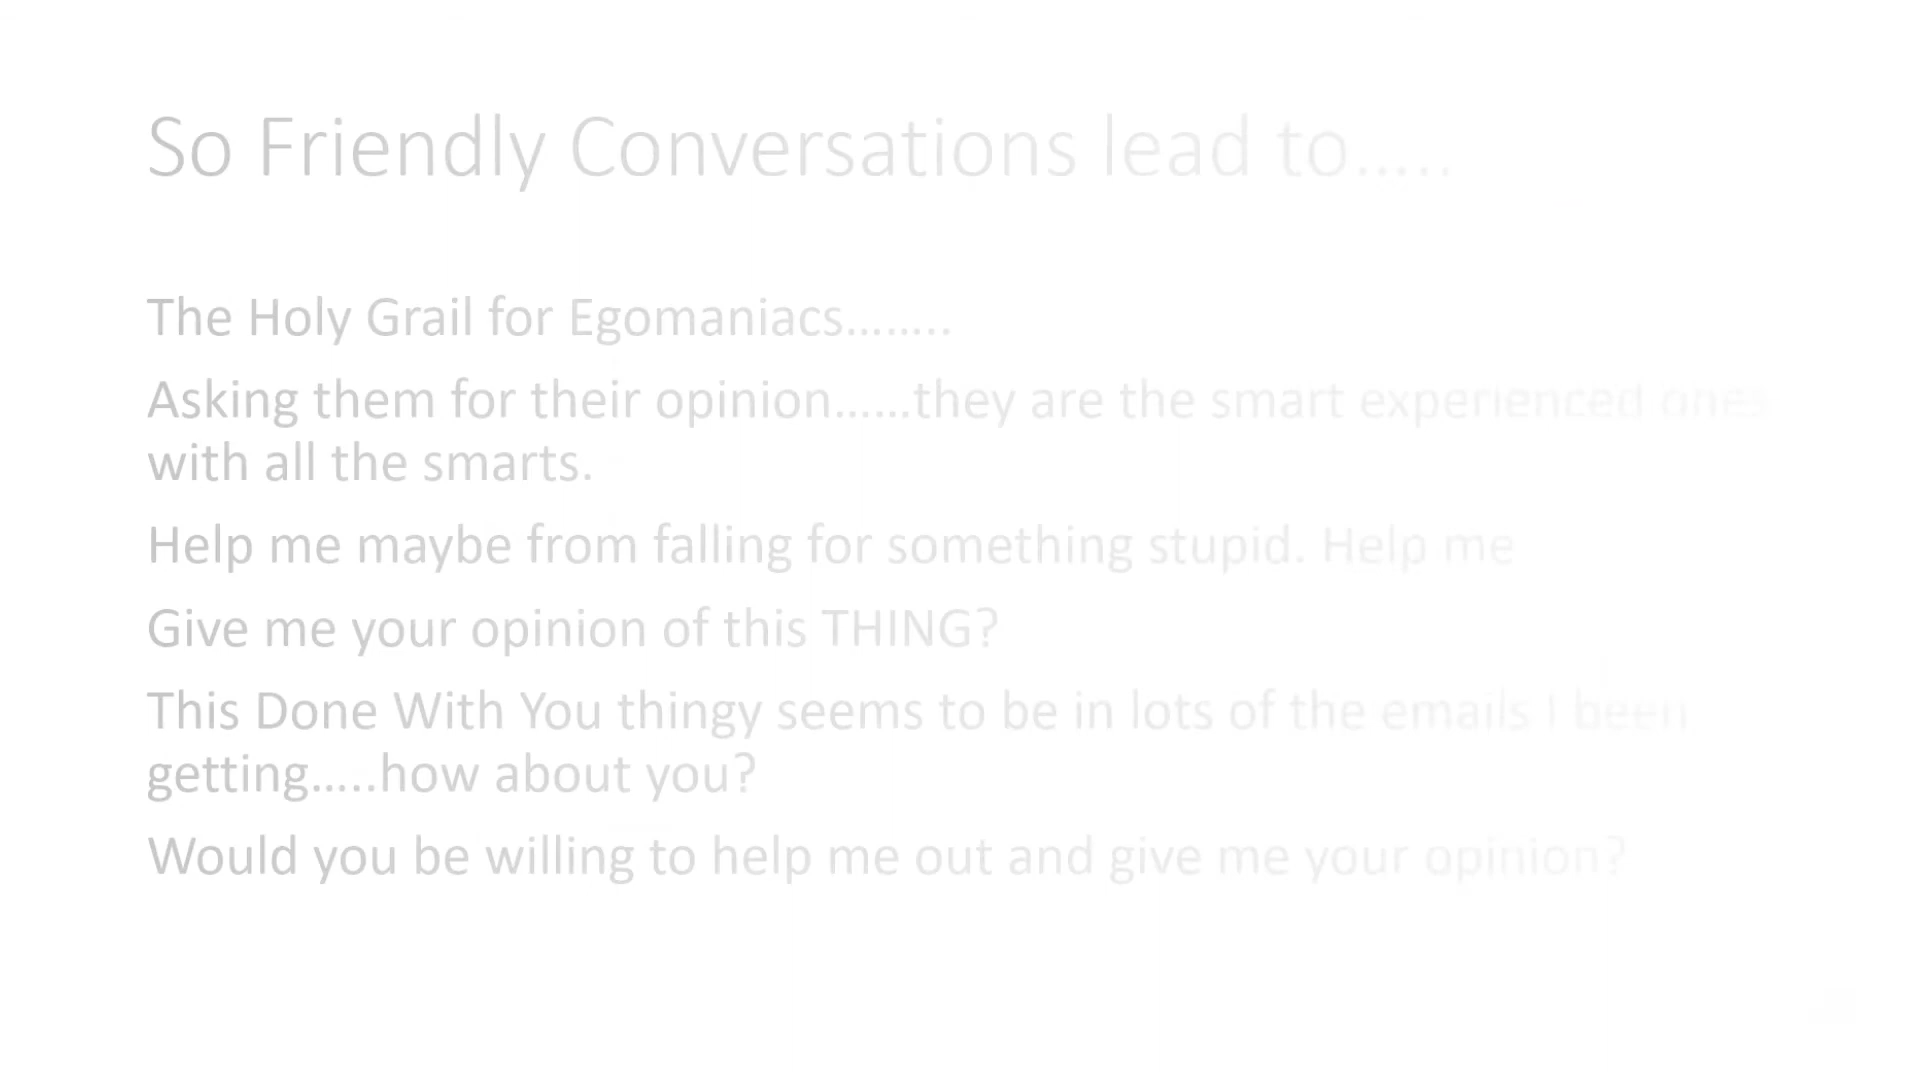 So Friendly Conversations lead to…..
The Holy Grail for Egomaniacs……..
Asking them for their opinion……they are the smart experienced ones
with all the smarts.
Help me maybe from falling for something stupid. Help me
Give me your opinion of this THING?
This Done With You thingy seems to be in lots of the emails I been
getting…..how about you?
Would you be willing to help me out and give me your opinion?